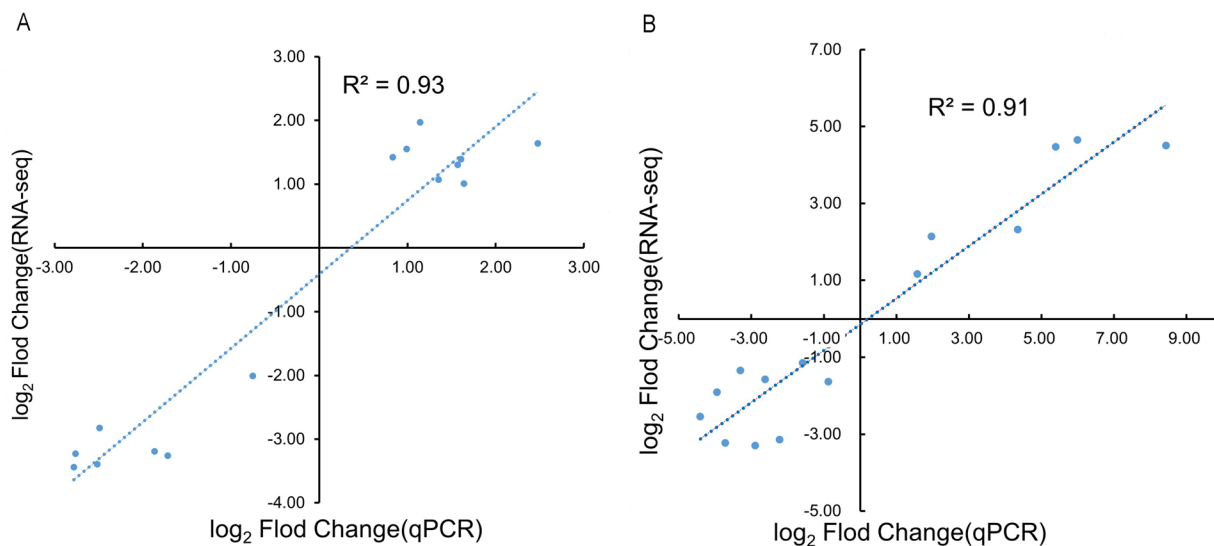 A
3.00
R² = 0.93
2.00
1.00
-3.00 -2.00 -1.00 1.00 2.00 3.00
-1.00
-2.00
-3.00
-4.00
log₂ Flod Change(RNA-seq)
log₂ Flod Change(qPCR)
B
7.00
R² = 0.91
5.00
3.00
1.00
-5.00 -3.00 -1.00 1.00 3.00 5.00 7.00 9.00
-1.00
-3.00
-5.00
log₂ Flod Change(RNA-seq)
log₂ Flod Change(qPCR)